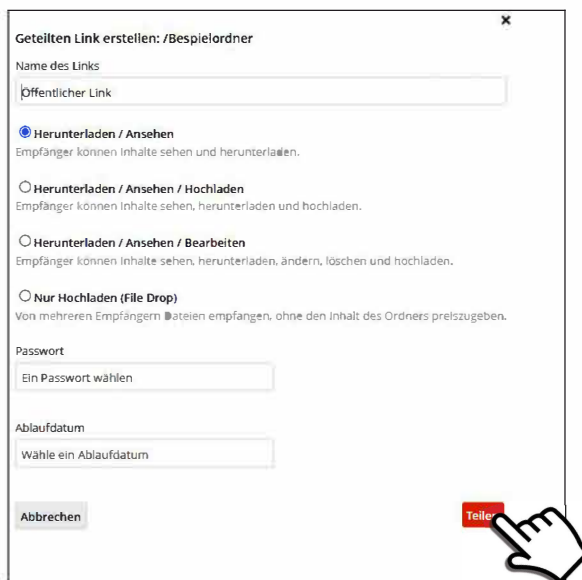 Geteilten Link erstellen: /Bespielordner
Name des Links
Öffentlicher Link
Herunterladen / Ansehen
Empfänger können Inhalte sehen und herunterladen.
Herunterladen / Ansehen / Hochladen
Empfänger können Inhalte sehen, herunterladen und hochladen.
Herunterladen / Ansehen / Bearbeiten
Empfänger können Inhalte sehen, herunterladen, ändern, löschen und hochladen.
Nur Hochladen (File Drop)
Von mehreren Empfängern Dateien empfangen, ohne den Inhalt des Ordners preiszugeben.
Passwort
Ein Passwort wählen
Ablaufdatum
Wähle ein Ablaufdatum
Abbrechen
Teilen